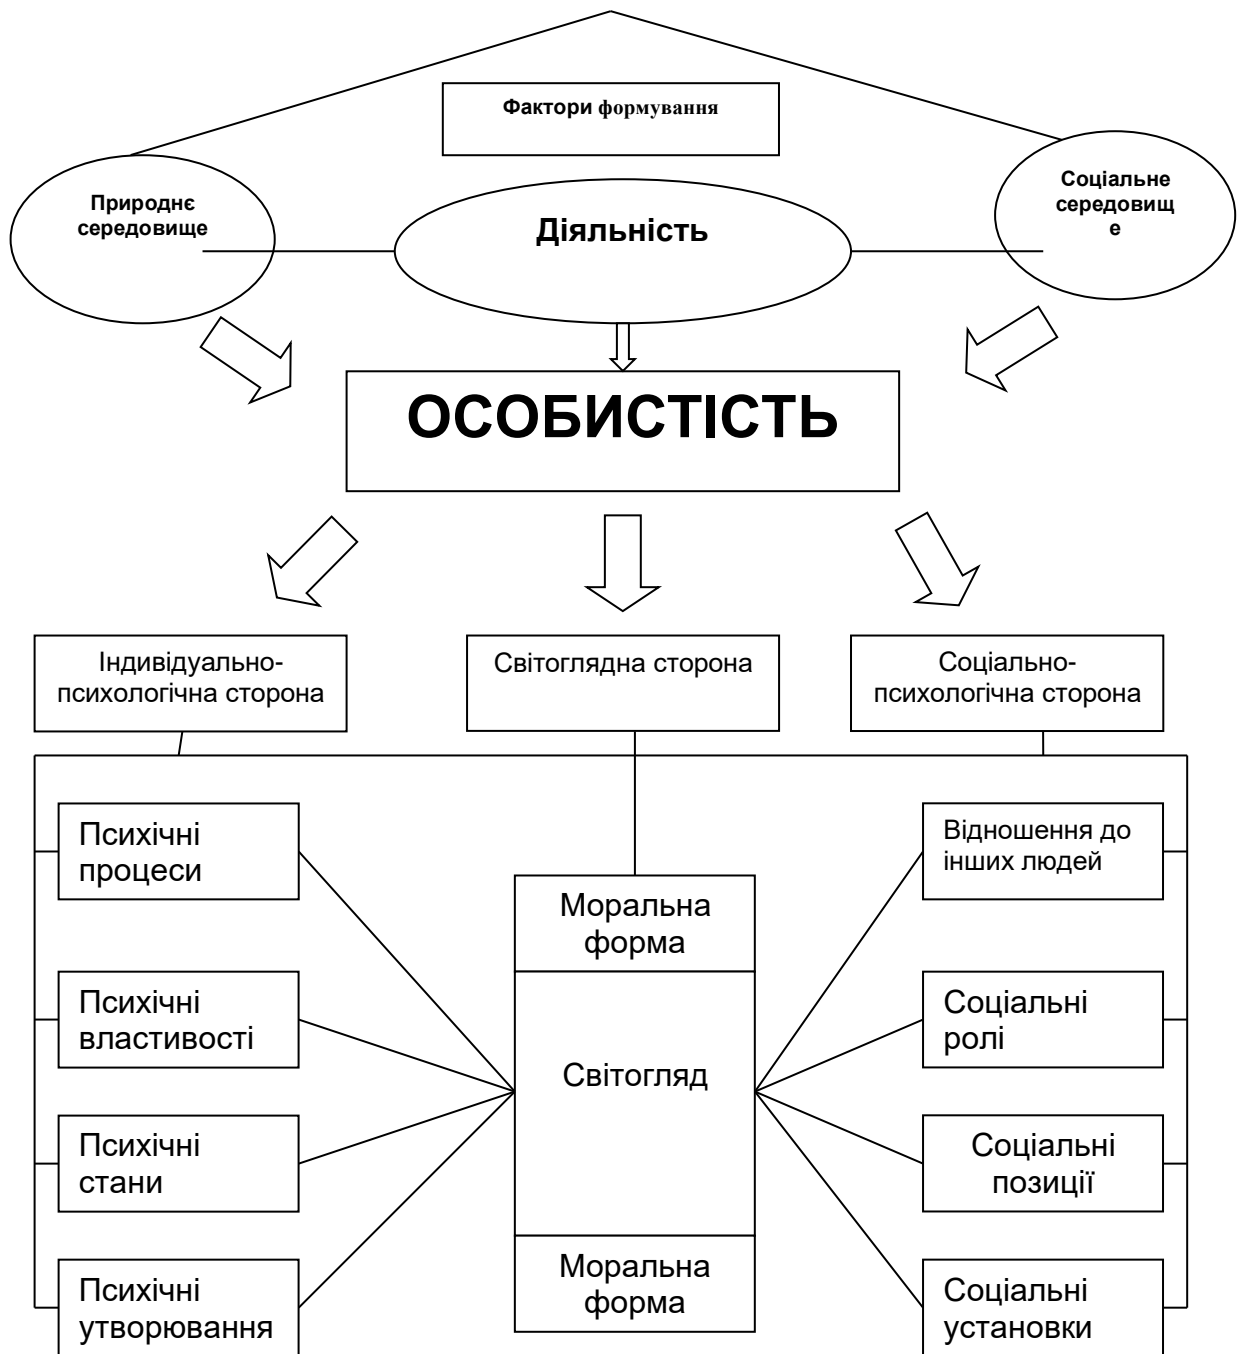 Фактори формування
Природнє
середовище
Діяльність
Соціальне
середовищ
е
ОСОБИСТІСТЬ
Індивідуально-
психологічна сторона
Світоглядна сторона
Соціально-
психологічна сторона
Психічні
процеси
Відношення до
інших людей
Моральна
форма
Психічні
властивості
Соціальні
ролі
Світогляд
Психічні
стани
Соціальні
позиції
Психічні
утворювання
Моральна
форма
Соціальні
установки